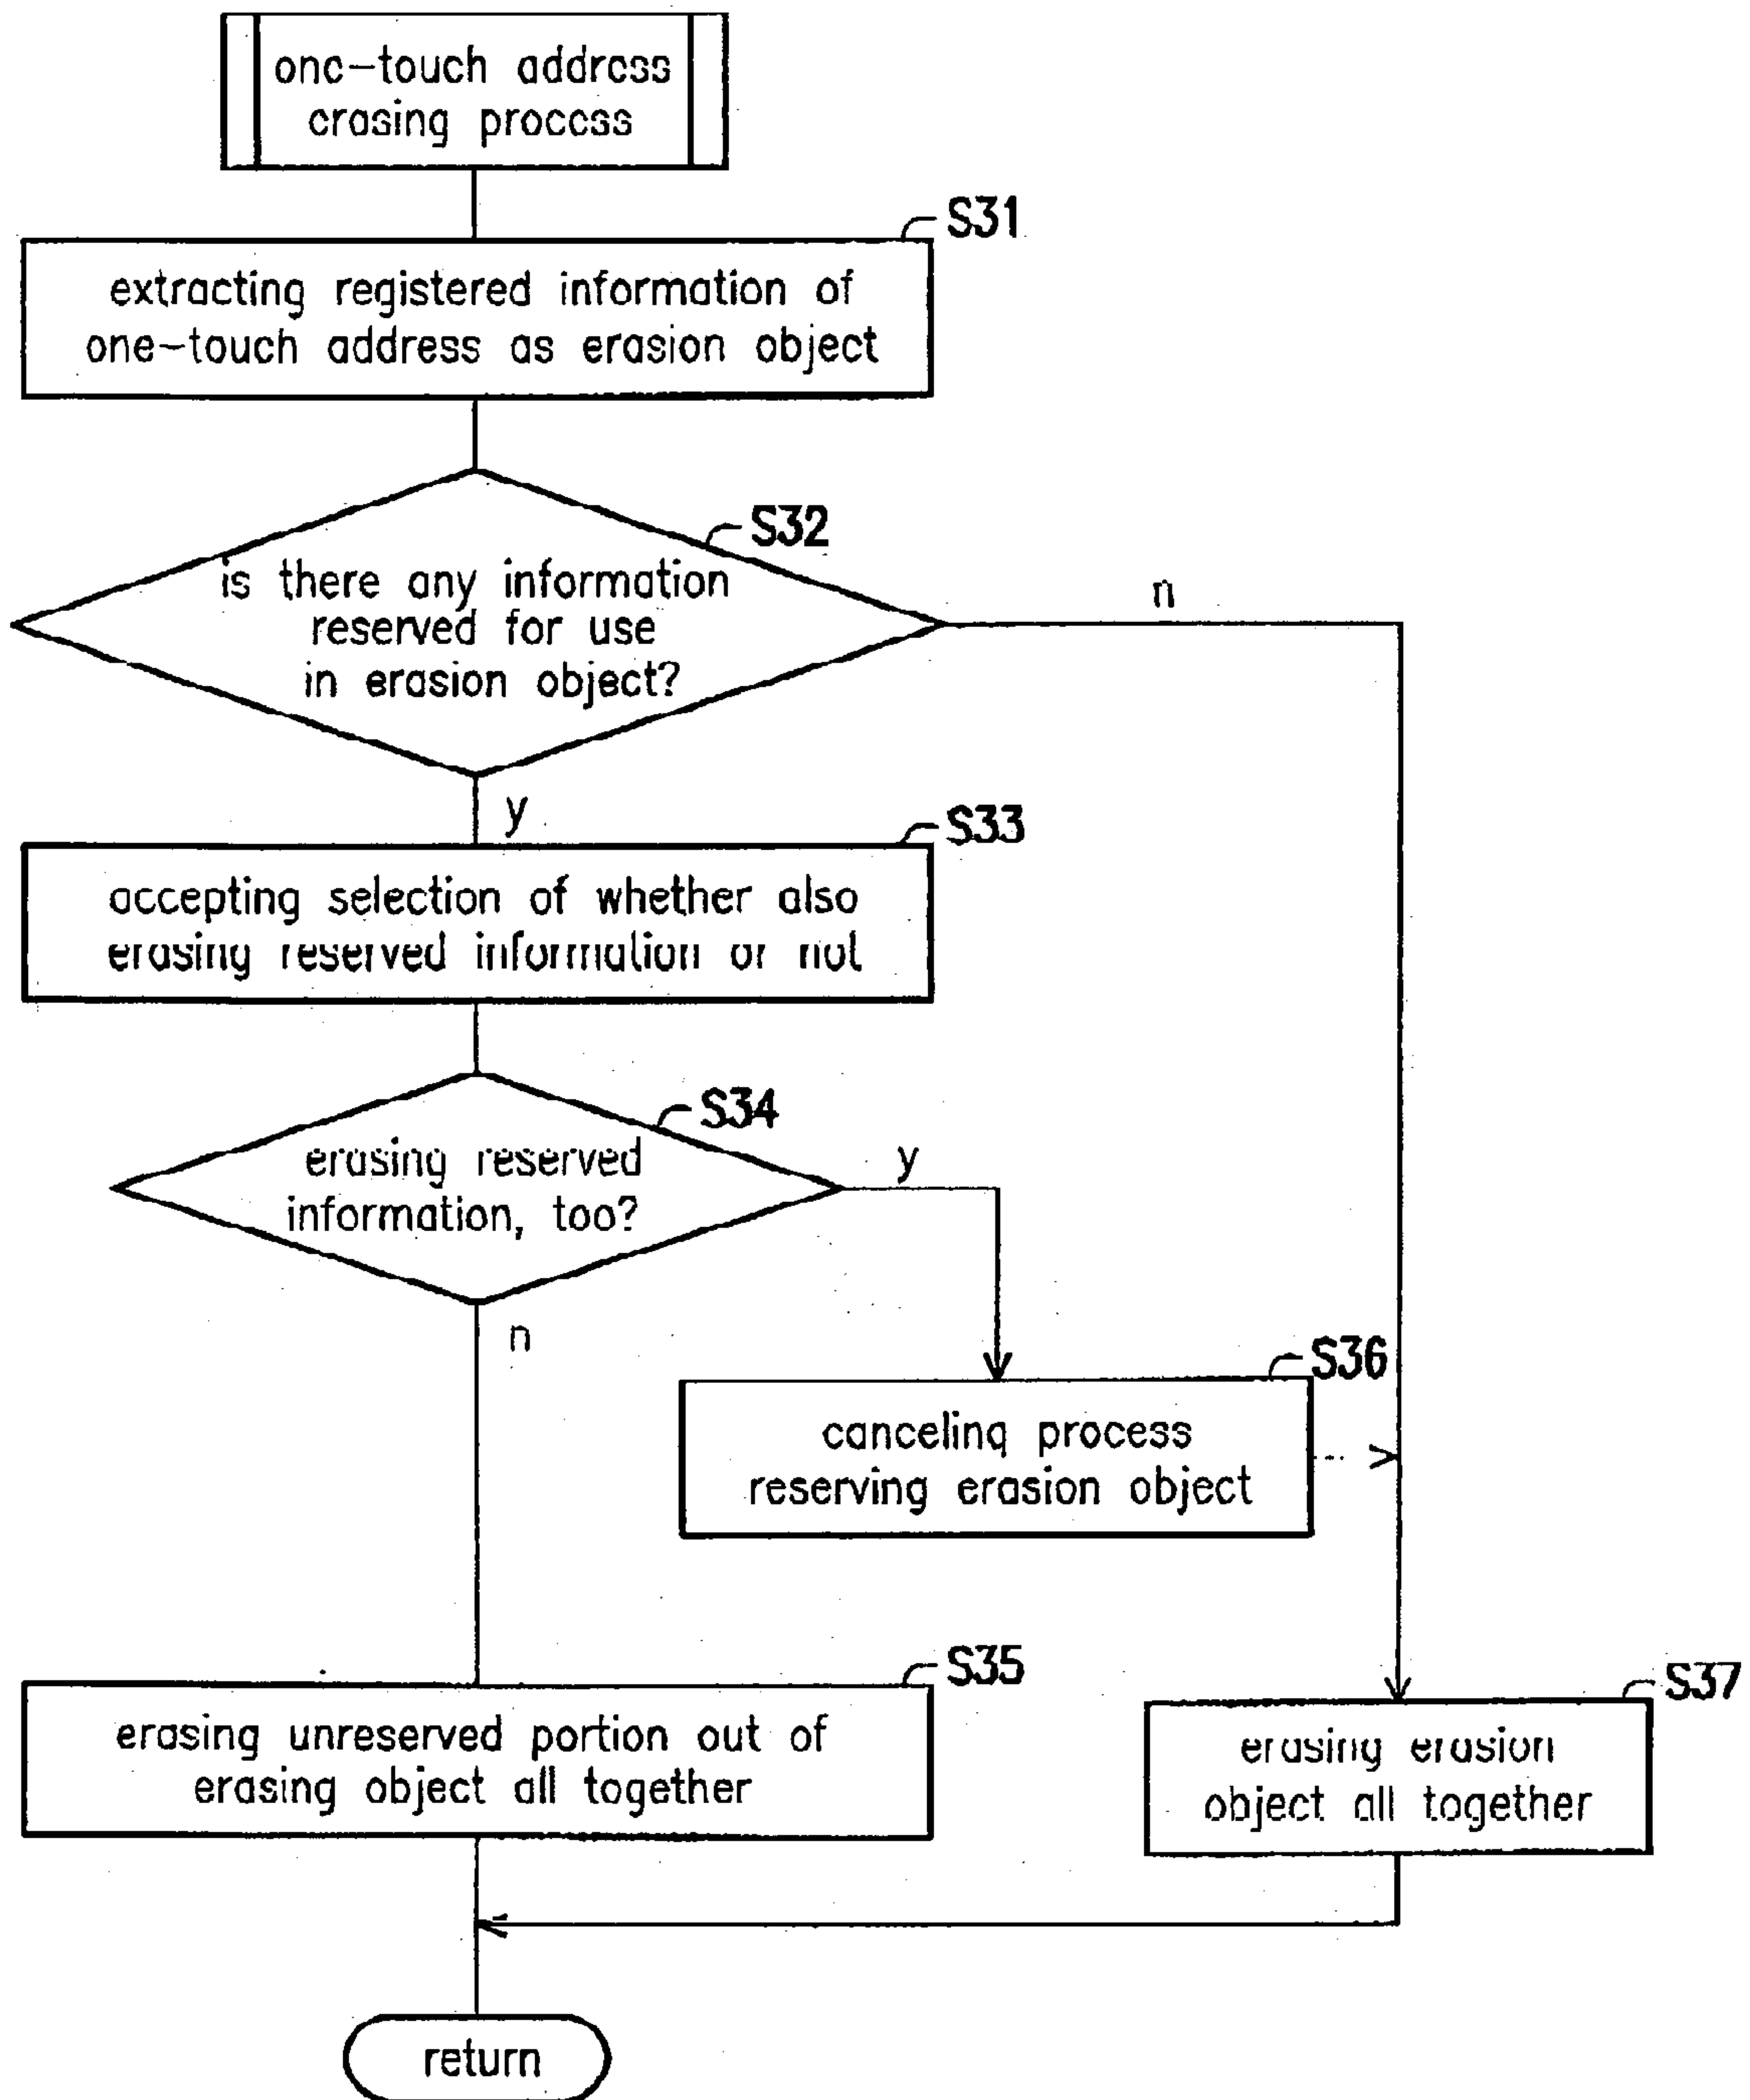 one-touch address
erasing process
S31
extracting registered information of
one-touch address as erasion object
S32
is there any information
reserved for use
in erasion object?
n
y
S33
accepting selection of whether also
erasing reserved information or not
S34
erasing reserved
information, too?
y
n
S36
canceling process
reserving erasion object
S35
erasing unreserved portion out of
erasing object all together
S37
erasing erasion
object all together
return